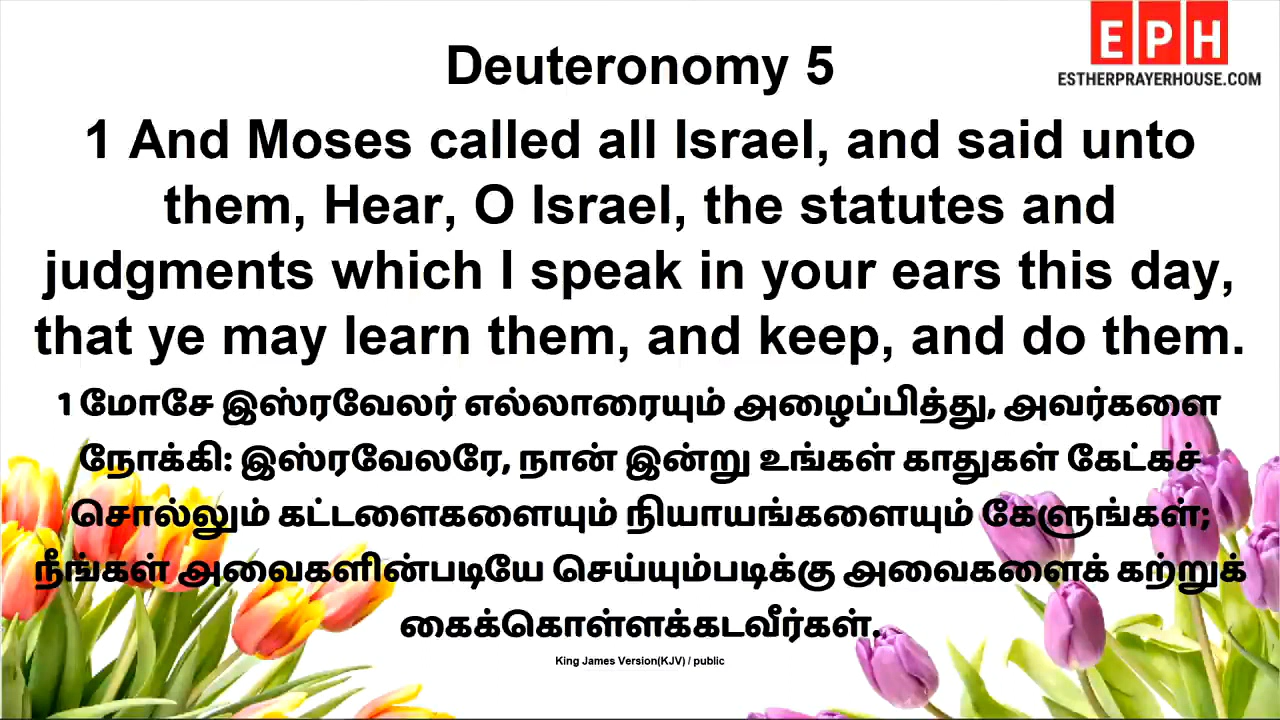 EPH
ESTHERPRAYERHOUSE.COM
Deuteronomy 5
1 And Moses called all Israel, and said unto
them, Hear, O Israel, the statutes and
judgments which I speak in your ears this day,
that ye may learn them, and keep, and do them.
1 மோசே இஸ்ரவேலர் எல்லாரையும் அழைப்பித்து, அவர்களை
நோக்கி: இஸ்ரவேலரே, நான் இன்று உங்கள் காதுகள் கேட்கச்
சொல்லும் கட்டளைகளையும் நியாயங்களையும் கேளுங்கள்;
நீங்கள் அவைகளின்படியே செய்யும்படிக்கு அவைகளைக் கற்றுக்
கைக்கொள்ளக்கடவீர்கள்.
King James Version(KJV) / public